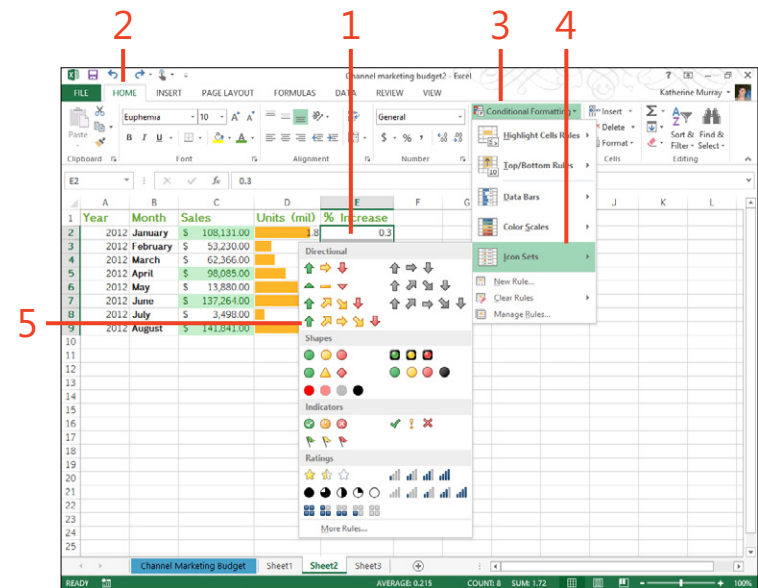 2 1 3 4
Channel marketing budget2 - Excel
FILE HOME INSERT PAGE LAYOUT FORMULAS DATA REVIEW VIEW Katherine Murray
Paste Euphemia 10 A A General Conditional Formatting Insert
B I U A $ % , Highlight Cells Rules Delete Sort & Find &
Format Filter Select
Clipboard Font Alignment Number Cells Editing
Top/Bottom Rules
E2 fx 0.3
Data Bars
A B C D E F G J K L
1 Year Month Sales Units (mil) % Increase
Color Scales
2 2012 January $ 108,131.00 1.8 0.3
3 2012 February $ 53,230.00
4 2012 March $ 62,366.00
5 2012 April $ 98,085.00
6 2012 May $ 13,880.00
7 2012 June $ 137,264.00
8 2012 July $ 3,498.00
9 2012 August $ 141,841.00
10
11
12
13
14
15
16
17
18
19
20
21
22
23
24
25
Icon Sets
New Rule...
Clear Rules
Manage Rules...
5
Directional
Shapes
Indicators
Ratings
More Rules...
Channel Marketing Budget Sheet1 Sheet2 Sheet3
READY AVERAGE: 0.215 COUNT: 8 SUM: 1.72 100%